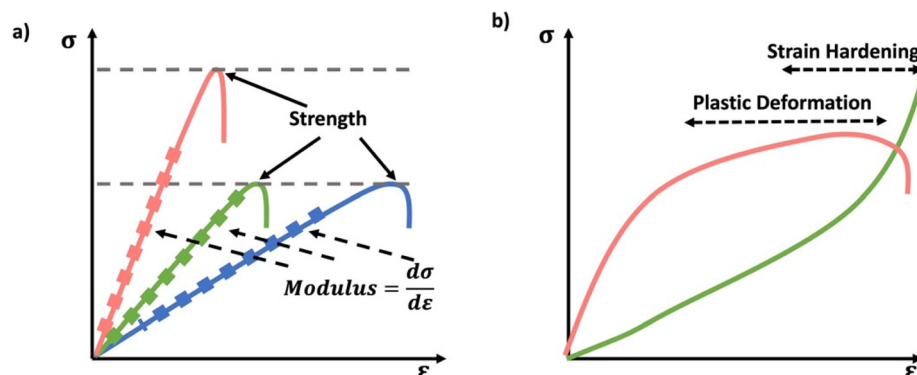 a)
σ
Strength
Modulus = dσ/dε
ε
b)
σ
Strain Hardening
Plastic Deformation
ε